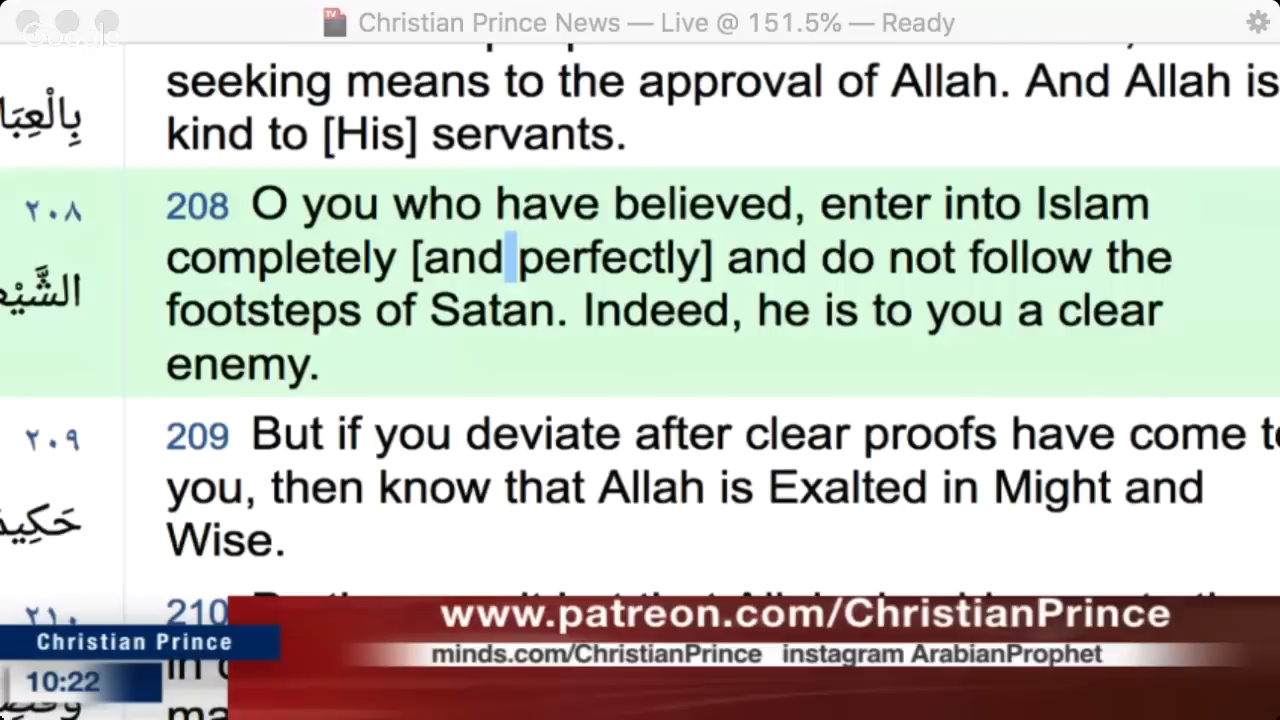 Christian Prince News — Live @ 151.5% — Ready
Google
seeking means to the approval of Allah. And Allah is
kind to [His] servants.
٢٠٨
208 O you who have believed, enter into Islam
completely [and perfectly] and do not follow the
footsteps of Satan. Indeed, he is to you a clear
enemy.
٢٠٩
209 But if you deviate after clear proofs have come to
you, then know that Allah is Exalted in Might and
Wise.
٢١٠
210
www.patreon.com/ChristianPrince
Christian Prince
minds.com/ChristianPrince instagram ArabianProphet
10:22